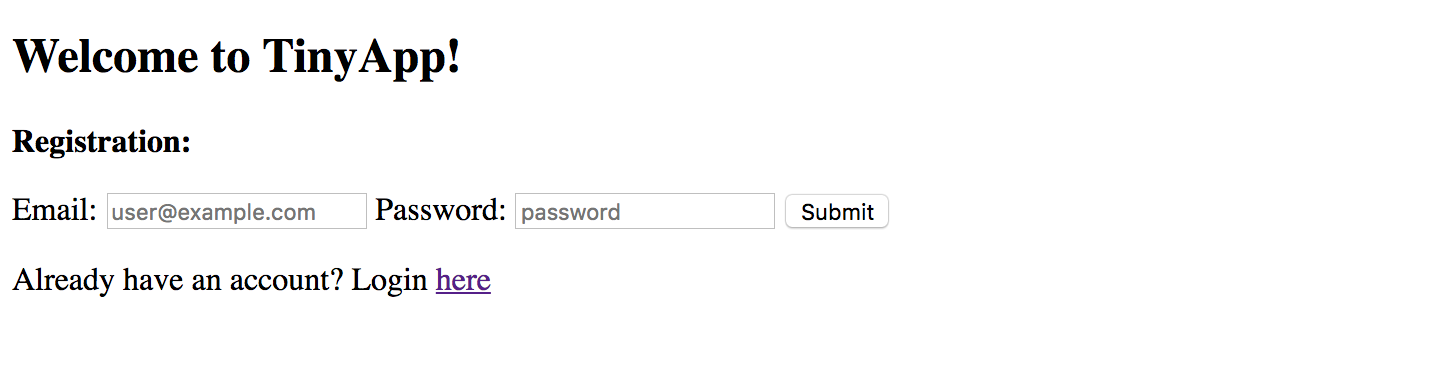 Welcome to TinyApp!
Registration:
Email: user@example.com Password: password Submit
Already have an account? Login here